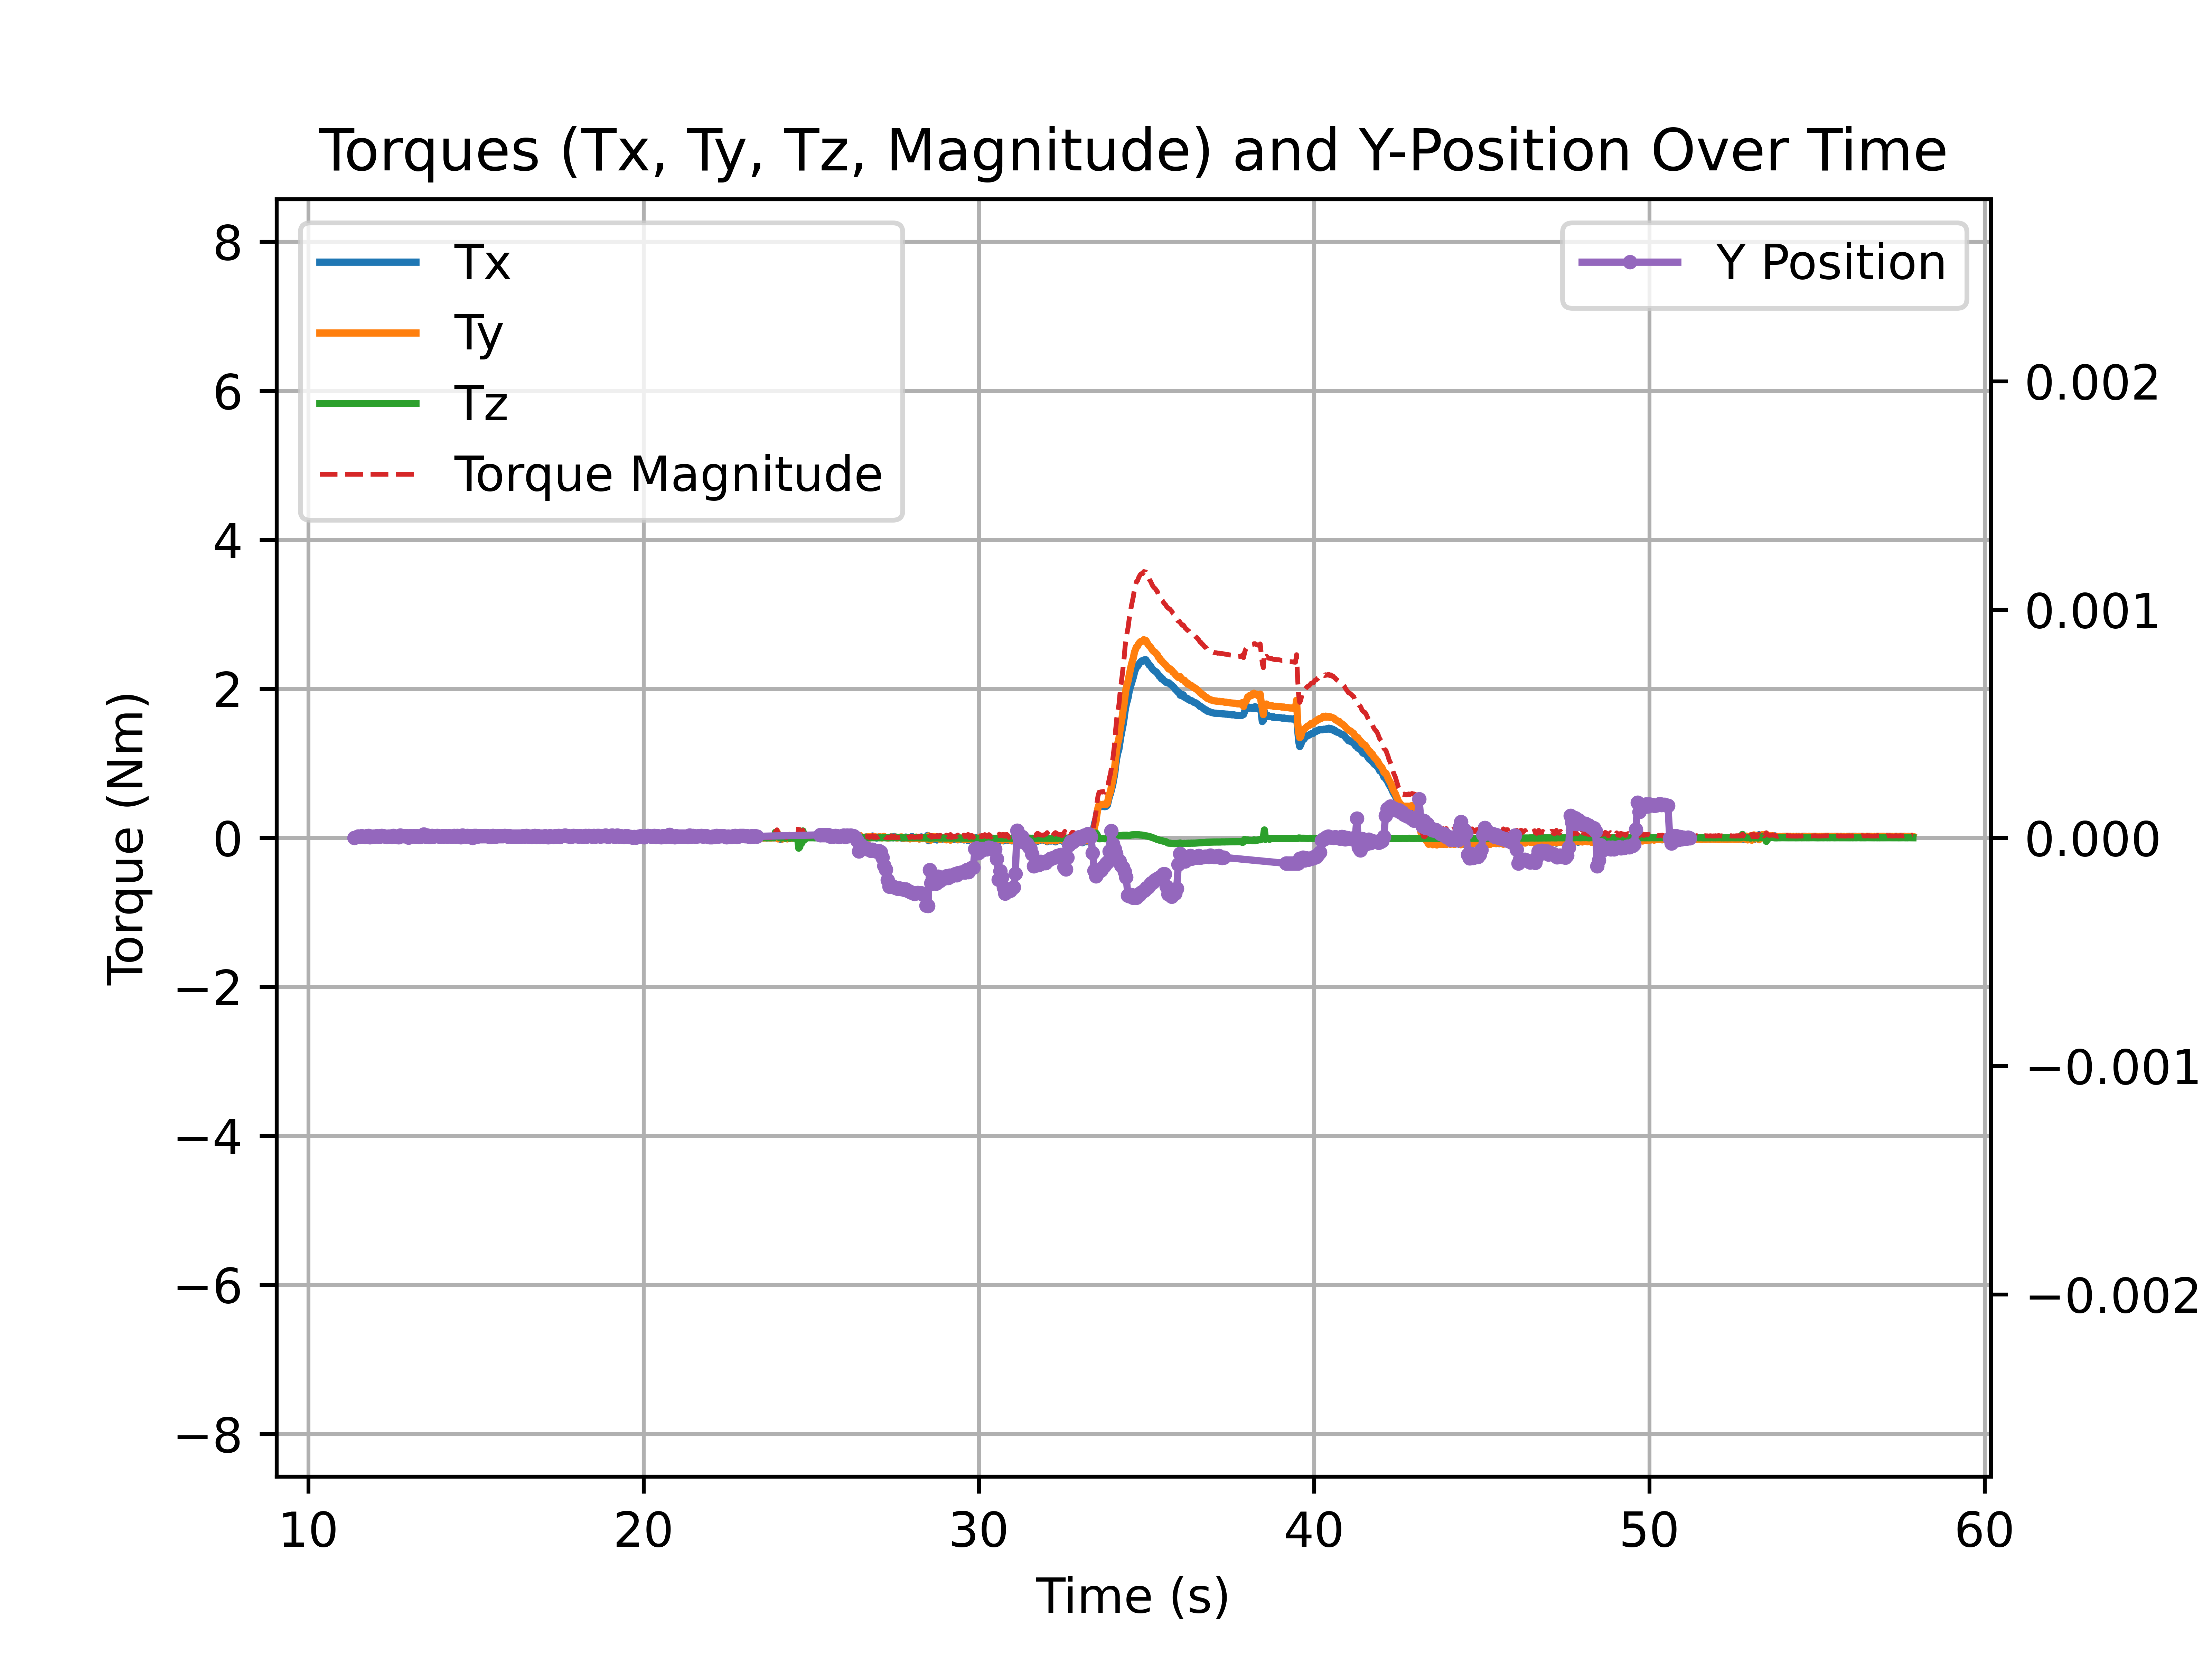 Torques (Tx, Ty, Tz, Magnitude) and Y-Position Over Time
Tx
Ty
Tz
Torque Magnitude
Y Position
Torque (Nm)
8
6
4
2
0
−2
−4
−6
−8
0.002
0.001
0.000
−0.001
−0.002
10 20 30 40 50 60
Time (s)